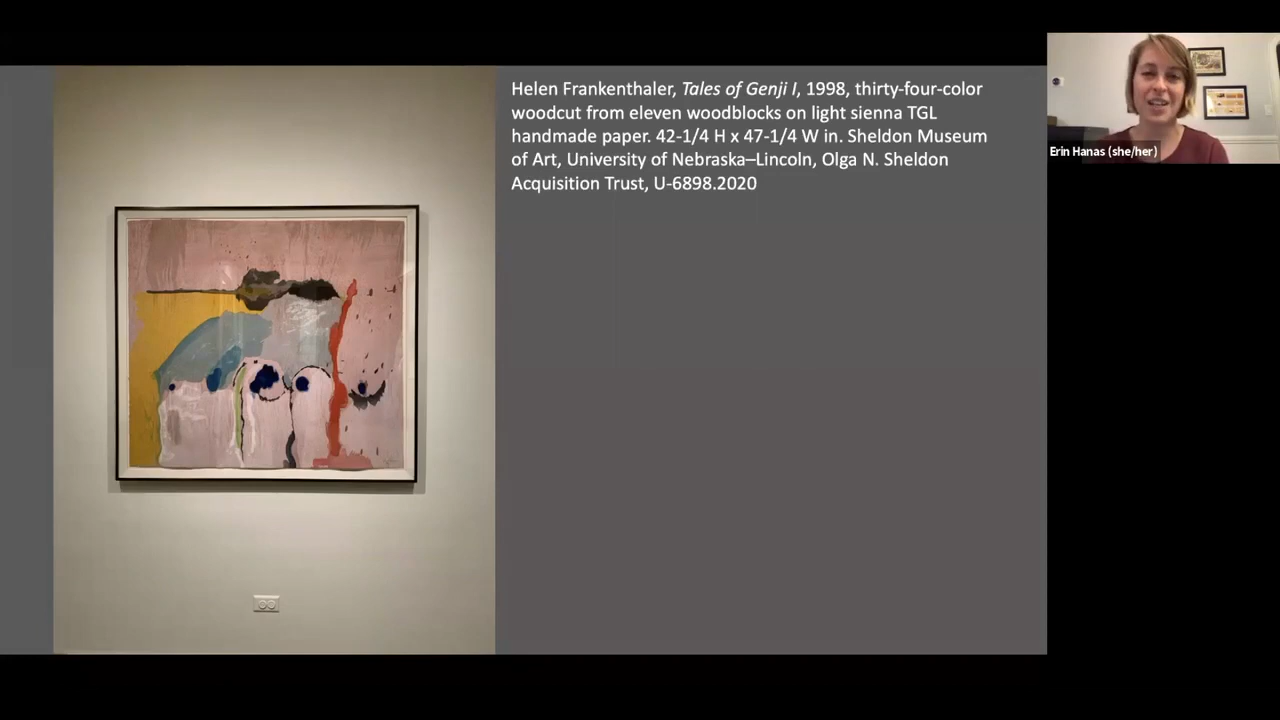 Helen Frankenthaler, Tales of Genji I, 1998, thirty-four-color
woodcut from eleven woodblocks on light sienna TGL
handmade paper. 42-1/4 H x 47-1/4 W in. Sheldon Museum
of Art, University of Nebraska–Lincoln, Olga N. Sheldon
Acquisition Trust, U-6898.2020
Erin Hanas (she/her)